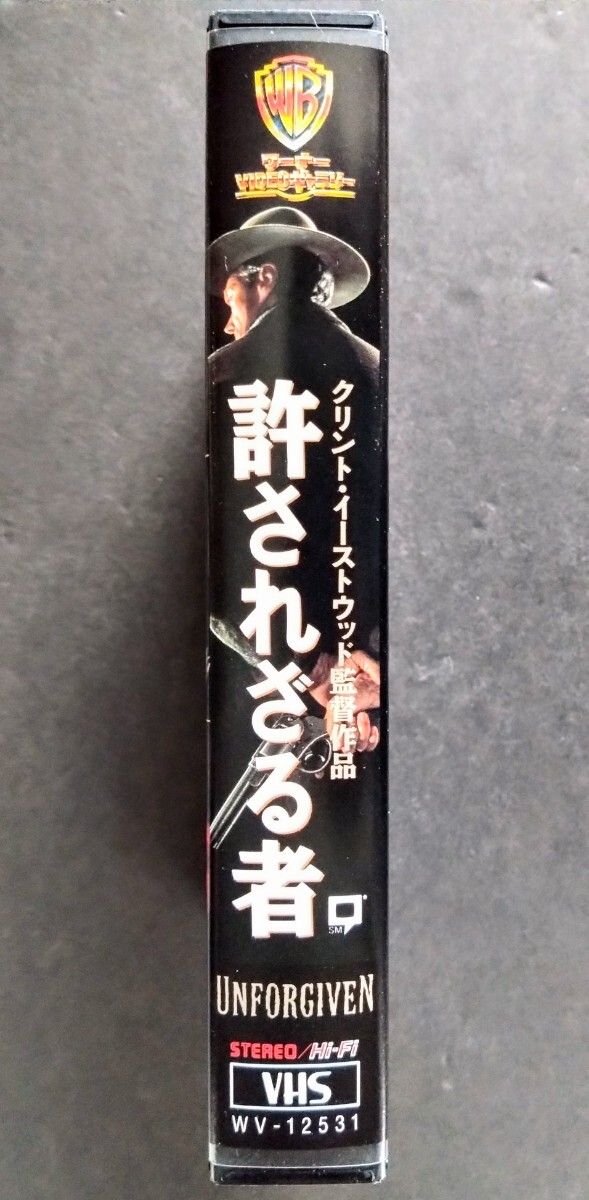 WB
ワーナー
VIDEOギャラリー
クリント・イーストウッド監督作品
許されざる者
SM
UNFORGIVEN
STEREO/Hi-Fi
VHS
WV-12531